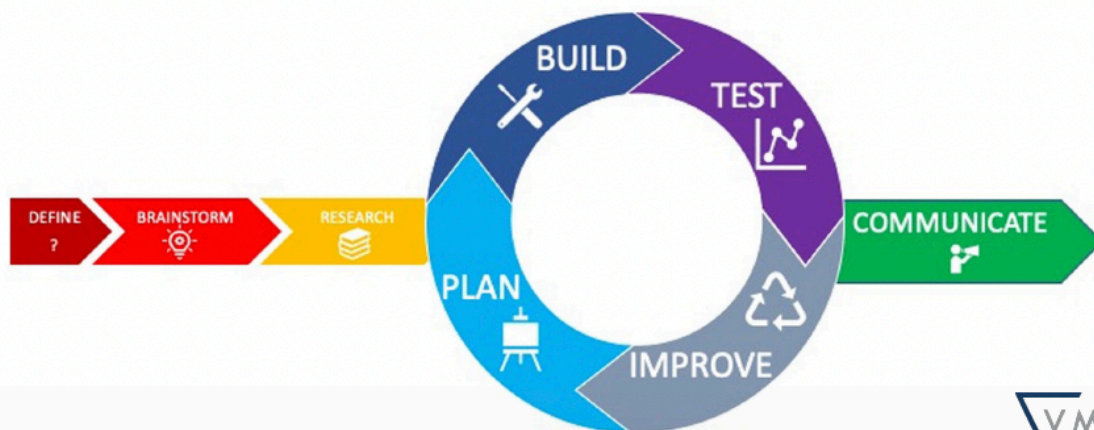 DEFINE
?
BRAINSTORM
RESEARCH
PLAN
BUILD
TEST
IMPROVE
COMMUNICATE